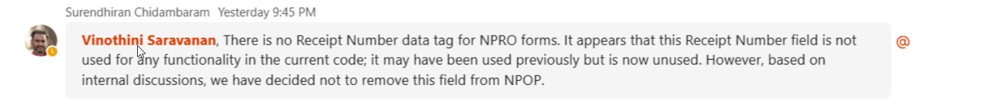 Surendhiran Chidambaram Yesterday 9:45 PM
Vinothini Saravanan, There is no Receipt Number data tag for NPRO forms. It appears that this Receipt Number field is not
@
used for any functionality in the current code; it may have been used previously but is now unused. However, based on
internal discussions, we have decided not to remove this field from NPOP.